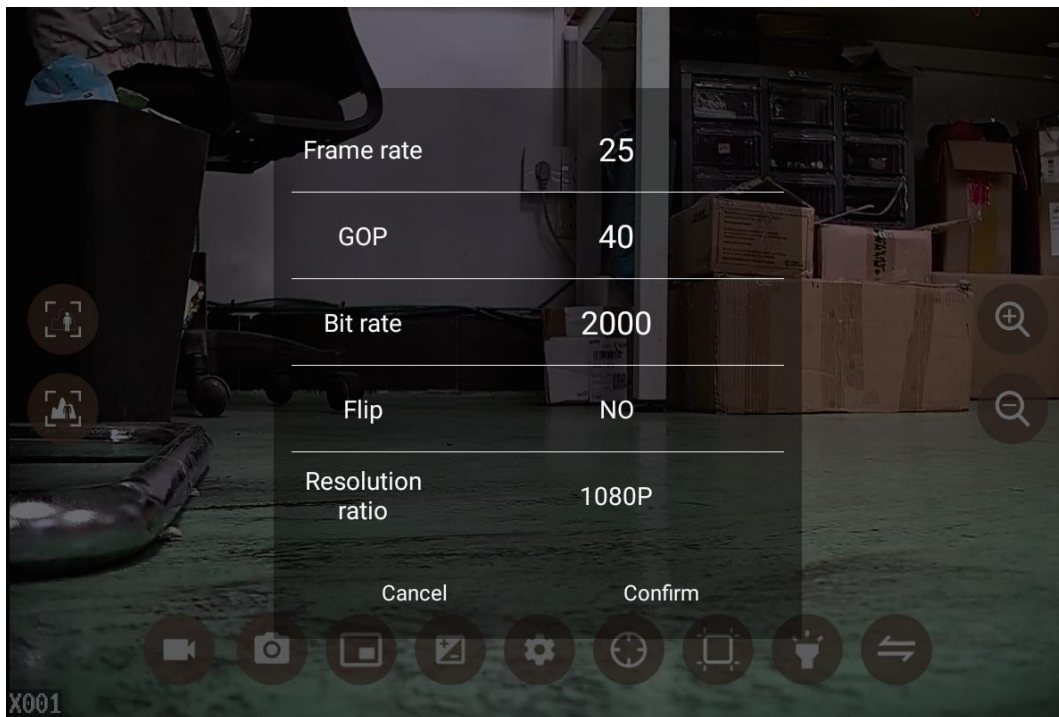 Frame rate 25
GOP 40
Bit rate 2000
Flip NO
Resolution
ratio 1080P
Cancel Confirm
X001